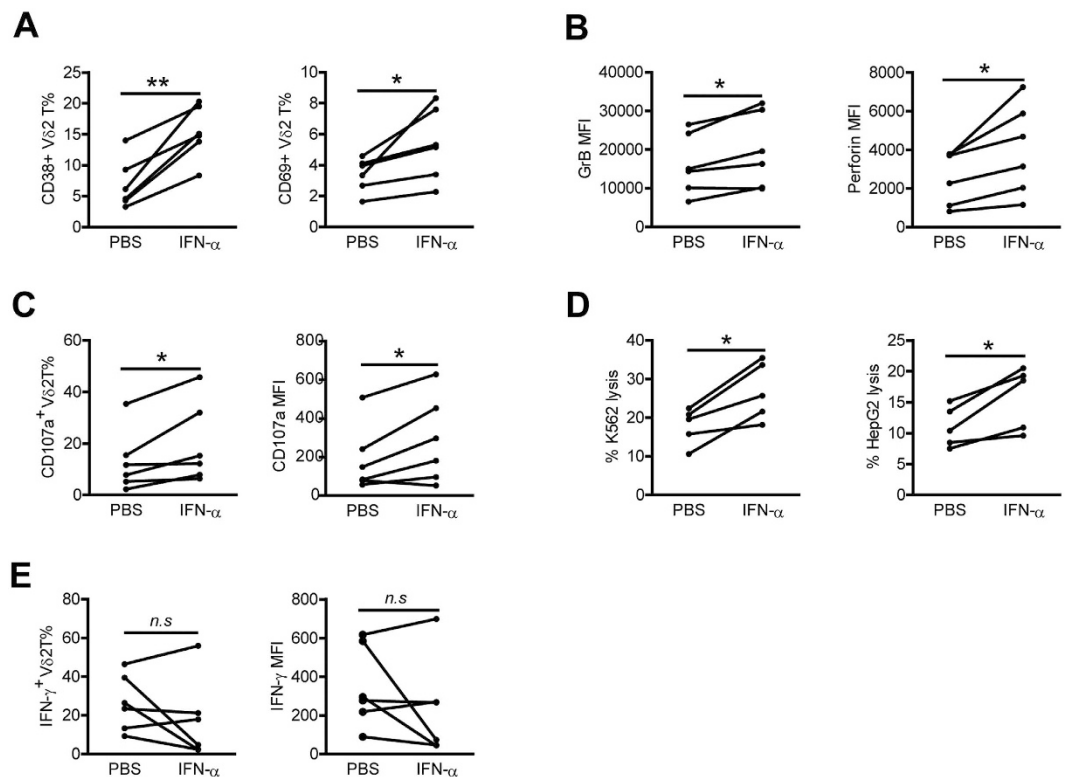 A
CD38+ Vδ2 T%
25
20
15
10
5
0
**
PBS IFN-α
CD69+ Vδ2 T%
8
6
4
2
0
*
PBS IFN-α
B
GrB MFI
40000
30000
20000
10000
0
*
PBS IFN-α
Perforin MFI
8000
6000
4000
2000
0
*
PBS IFN-α
C
CD107a+ Vδ2T%
60
40
20
0
*
PBS IFN-α
CD107a MFI
800
600
400
200
0
*
PBS IFN-α
D
% K562 lysis
40
30
20
10
0
*
PBS IFN-α
% HepG2 lysis
25
20
15
10
5
0
*
PBS IFN-α
E
IFN-γ+ Vδ2T%
80
60
40
20
0
n.s
PBS IFN-α
IFN-γ MFI
800
600
400
200
0
n.s
PBS IFN-α